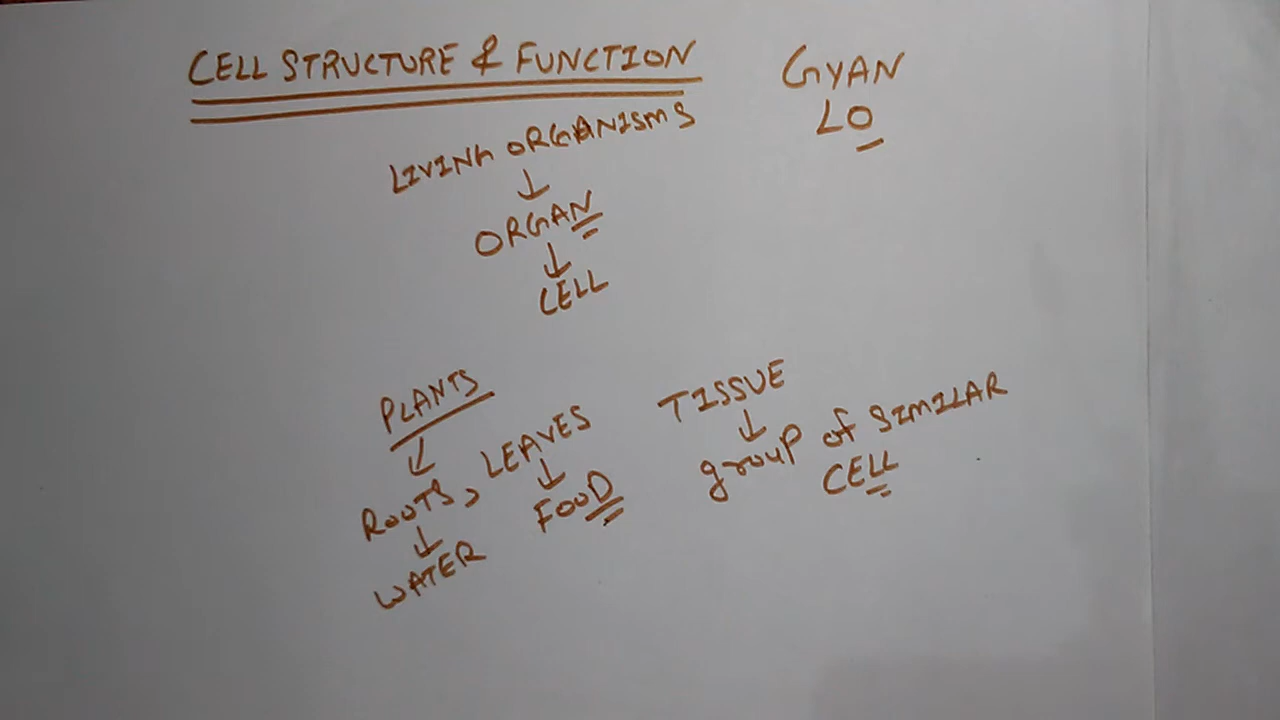 CELL STRUCTURE & FUNCTION
GYAN
LO
LIVING ORGANISMS
↓
ORGAN
↓
CELL
PLANTS
↓
ROOTS, LEAVES
↓ ↓
WATER FOOD
TISSUE
↓
group of SIMILAR
CELL